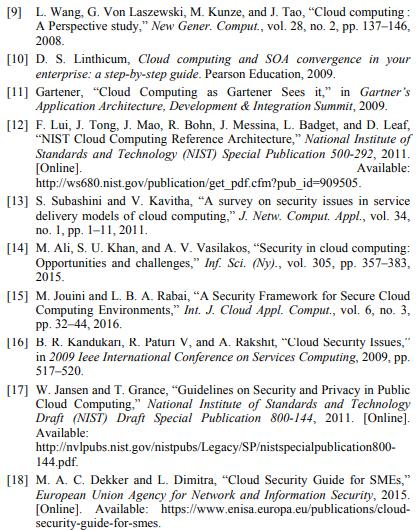 [9] L. Wang, G. Von Laszewski, M. Kunze, and J. Tao, “Cloud computing :
A Perspective study,” New Gener. Comput., vol. 28, no. 2, pp. 137–146,
2008.
[10] D. S. Linthicum, Cloud computing and SOA convergence in your
enterprise: a step-by-step guide. Pearson Education, 2009.
[11] Gartener, “Cloud Computing as Gartener Sees it,” in Gartner’s
Application Architecture, Development & Integration Summit, 2009.
[12] F. Lui, J. Tong, J. Mao, R. Bohn, J. Messina, L. Badget, and D. Leaf,
“NIST Cloud Computing Reference Architecture,” National Institute of
Standards and Technology (NIST) Special Publication 500-292, 2011.
[Online]. Available:
http://ws680.nist.gov/publication/get_pdf.cfm?pub_id=909505.
[13] S. Subashini and V. Kavitha, “A survey on security issues in service
delivery models of cloud computing,” J. Netw. Comput. Appl., vol. 34,
no. 1, pp. 1–11, 2011.
[14] M. Ali, S. U. Khan, and A. V. Vasilakos, “Security in cloud computing:
Opportunities and challenges,” Inf. Sci. (Ny)., vol. 305, pp. 357–383,
2015.
[15] M. Jouini and L. B. A. Rabai, “A Security Framework for Secure Cloud
Computing Environments,” Int. J. Cloud Appl. Comput., vol. 6, no. 3,
pp. 32–44, 2016.
[16] B. R. Kandukari, R. Paturi V, and A. Rakshit, “Cloud Security Issues,”
in 2009 Ieee International Conference on Services Computing, 2009, pp.
517–520.
[17] W. Jansen and T. Grance, “Guidelines on Security and Privacy in Public
Cloud Computing,” National Institute of Standards and Technology
Draft (NIST) Draft Special Publication 800-144, 2011. [Online].
Available:
http://nvlpubs.nist.gov/nistpubs/Legacy/SP/nistspecialpublication800-
144.pdf.
[18] M. A. C. Dekker and L. Dimitra, “Cloud Security Guide for SMEs,”
European Union Agency for Network and Information Security, 2015.
[Online]. Available: https://www.enisa.europa.eu/publications/cloud-
security-guide-for-smes.